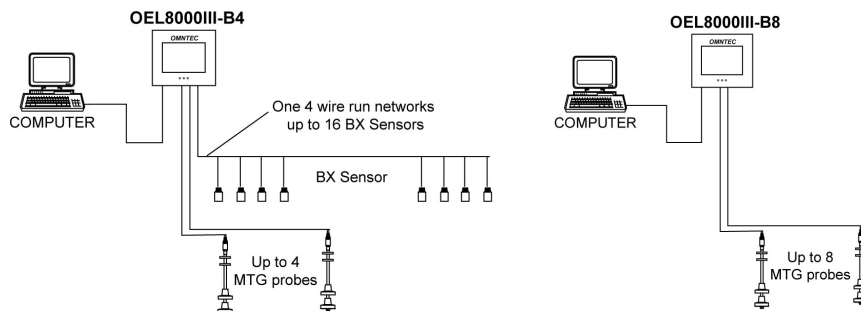 OEL8000III-B4
OMNTEC
COMPUTER
One 4 wire run networks
up to 16 BX Sensors
BX Sensor
Up to 4
MTG probes
OEL8000III-B8
OMNTEC
COMPUTER
Up to 8
MTG probes